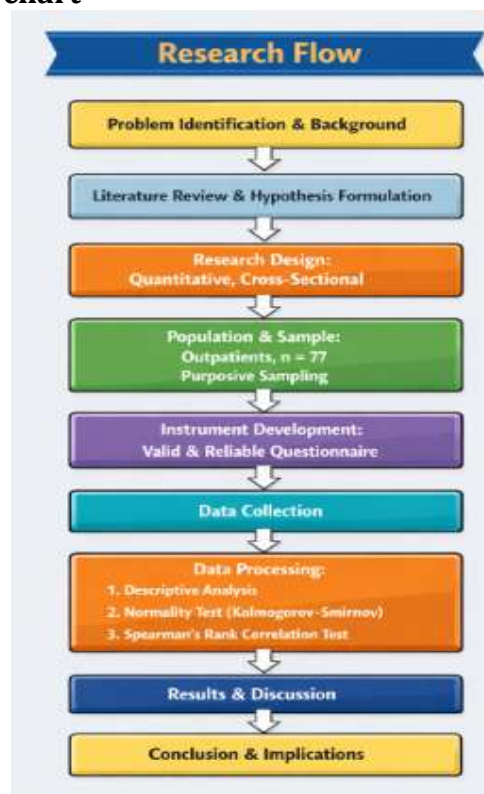 chart
Research Flow
Problem Identification & Background
Literature Review & Hypothesis Formulation
Research Design:
Quantitative, Cross-Sectional
Population & Sample:
Outpatients, n = 77
Purposive Sampling
Instrument Development:
Valid & Reliable Questionnaire
Data Collection
Data Processing:
1. Descriptive Analysis
2. Normality Test (Kolmogorov-Smirnov)
3. Spearman's Rank Correlation Test
Results & Discussion
Conclusion & Implications